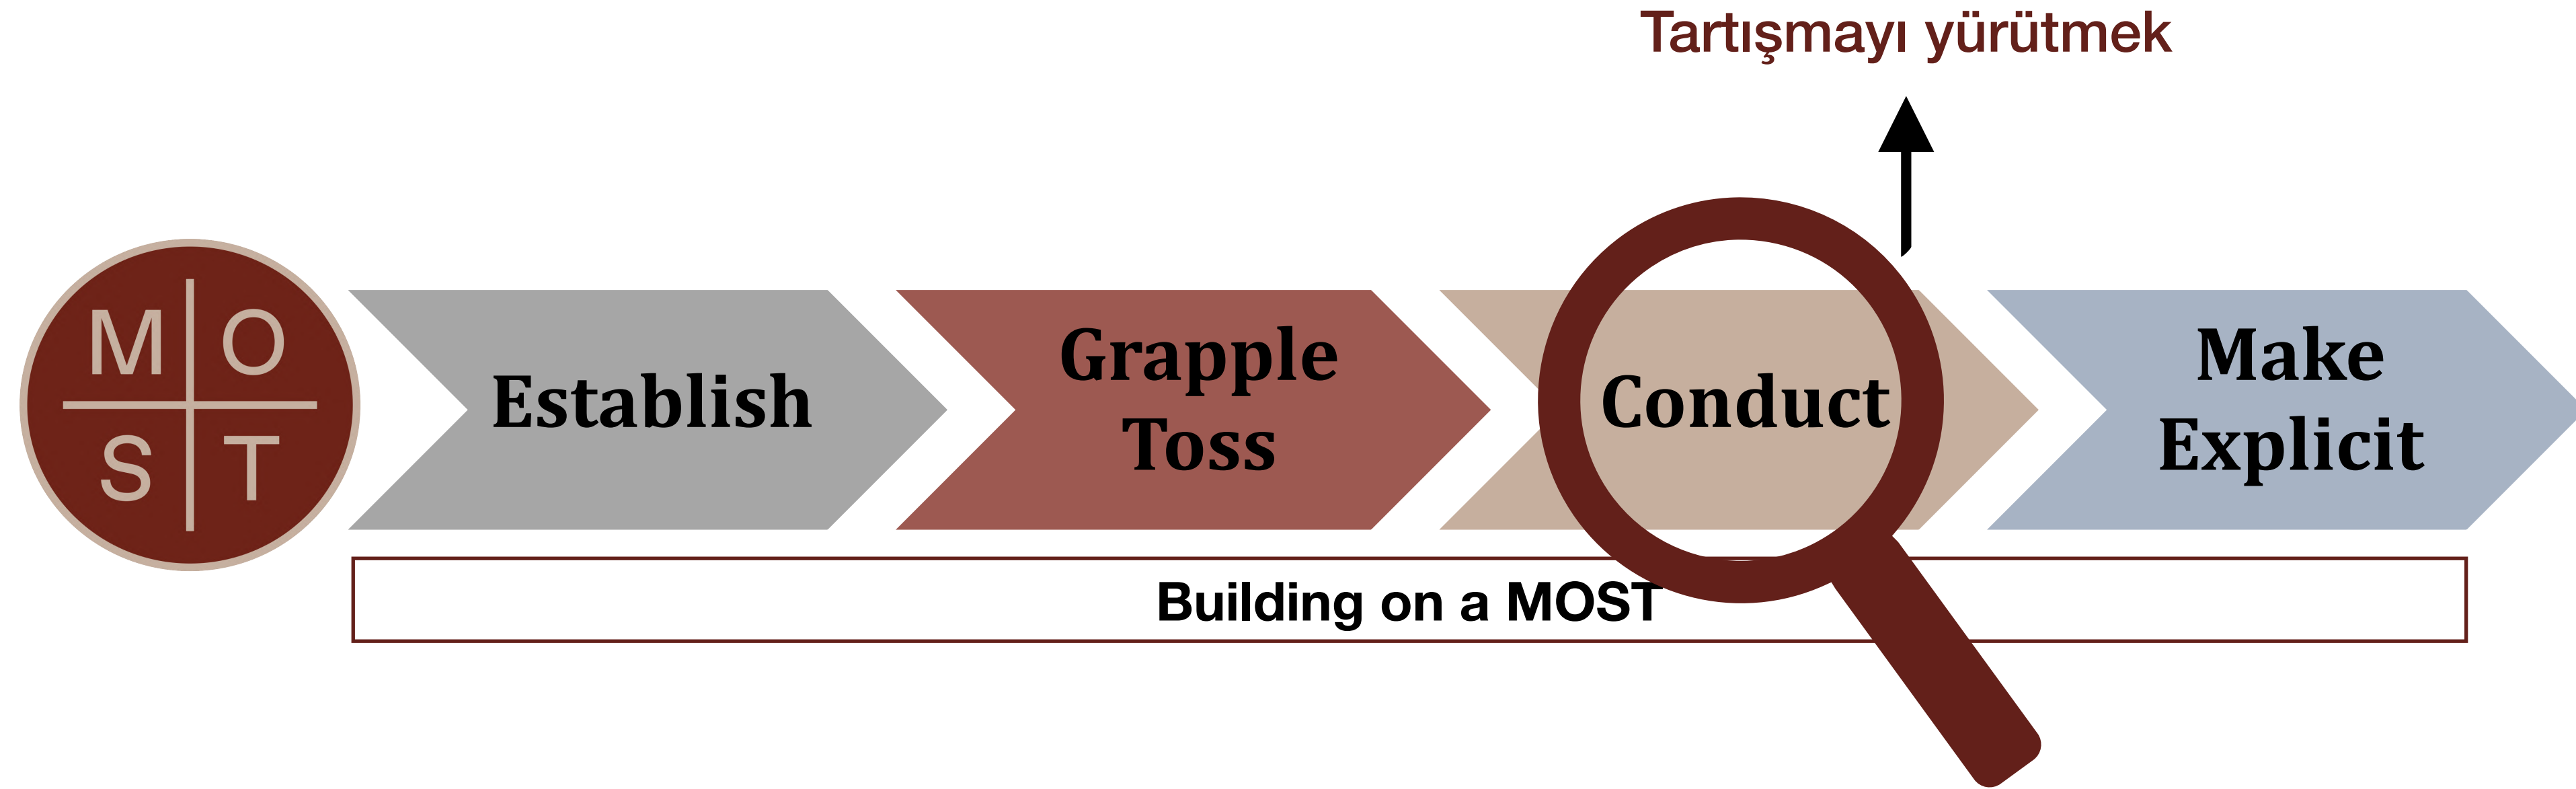 Tartışmayı yürütmek
M O
S T
Establish
Grapple
Toss
Conduct
Make
Explicit
Building on a MOST